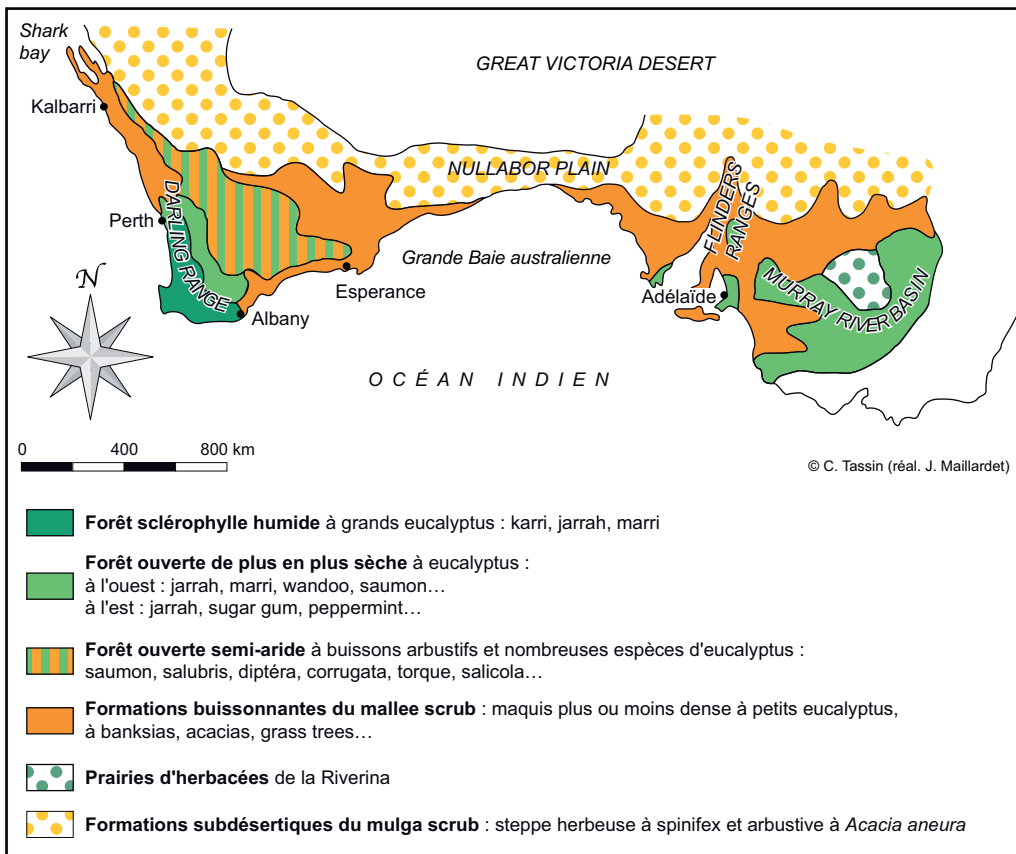 Shark
bay
GREAT VICTORIA DESERT
Kalbarri
NULLABOR PLAIN
FLINDERS
RANGES
DARLING RANGE
Perth
Grande Baie australienne
Esperance
Adélaïde
MURRAY RIVER BASIN
N
Albany
OCÉAN INDIEN
0 400 800 km
© C. Tassin (réal. J. Maillardet)
Forêt sclérophylle humide à grands eucalyptus : karri, jarrah, marri
Forêt ouverte de plus en plus sèche à eucalyptus :
à l'ouest : jarrah, marri, wandoo, saumon…
à l'est : jarrah, sugar gum, peppermint…
Forêt ouverte semi-aride à buissons arbustifs et nombreuses espèces d'eucalyptus :
saumon, salubris, diptéra, corrugata, torque, salicola…
Formations buissonnantes du mallee scrub : maquis plus ou moins dense à petits eucalyptus,
à banksias, acacias, grass trees…
Prairies d'herbacées de la Riverina
Formations subdésertiques du mulga scrub : steppe herbeuse à spinifex et arbustive à Acacia aneura